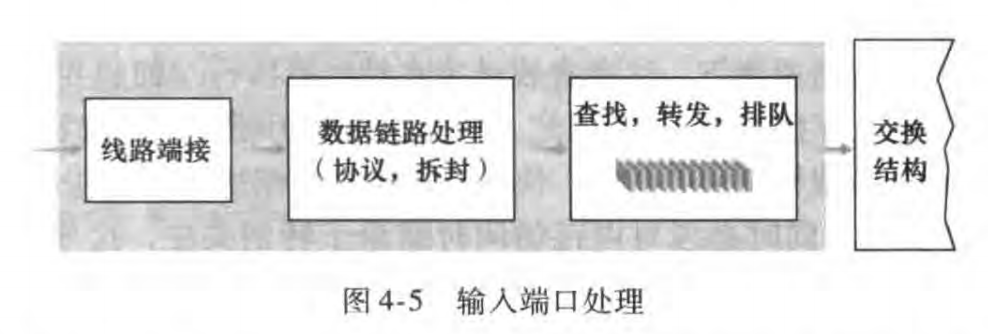 线路端接
数据链路处理
(协议，拆封)
查找，转发，排队
交换
结构
图 4-5 输入端口处理